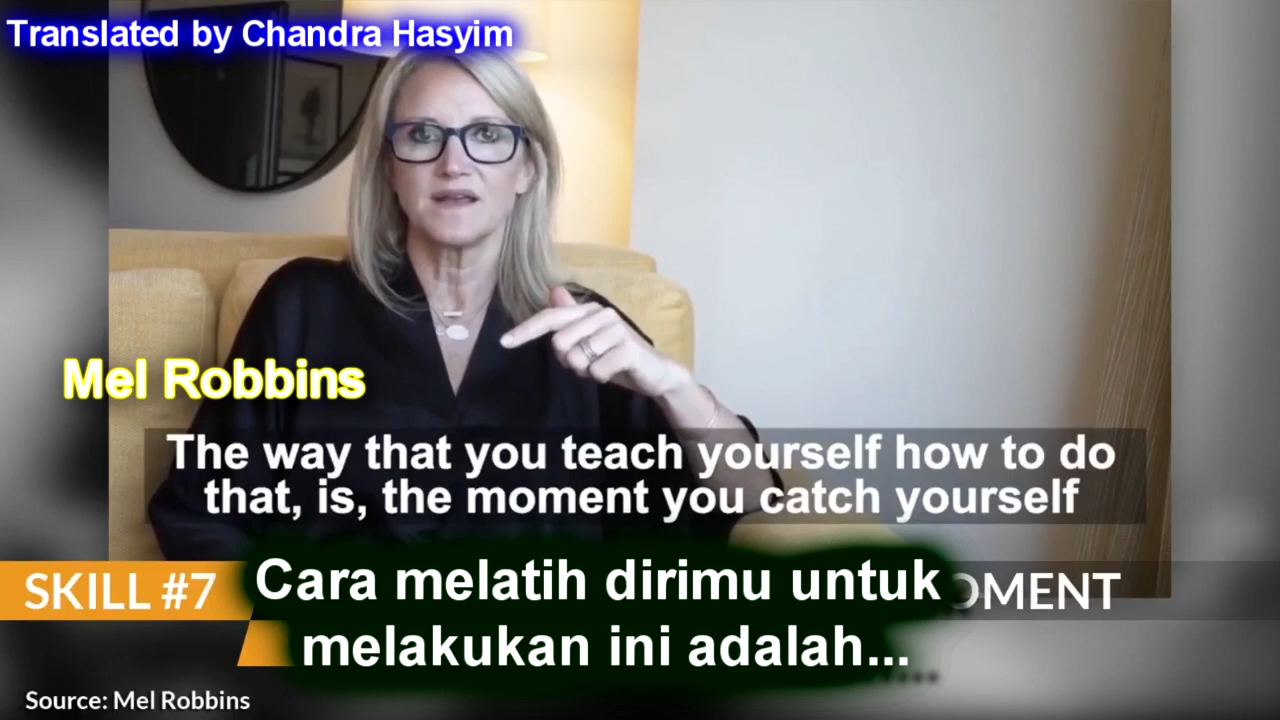 Translated by Chandra Hasyim
Mel Robbins
The way that you teach yourself how to do
that, is, the moment you catch yourself
SKILL #7
Cara melatih dirimu untuk
melakukan ini adalah...
Source: Mel Robbins